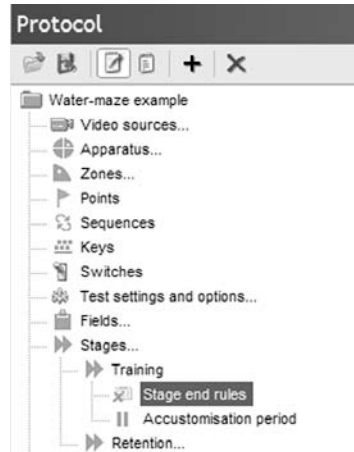 Protocol
Water-maze example
Video sources...
Apparatus...
Zones...
Points
Sequences
Keys
Switches
Test settings and options...
Fields...
Stages...
Training
Stage end rules
Accustomisation period
Retention...